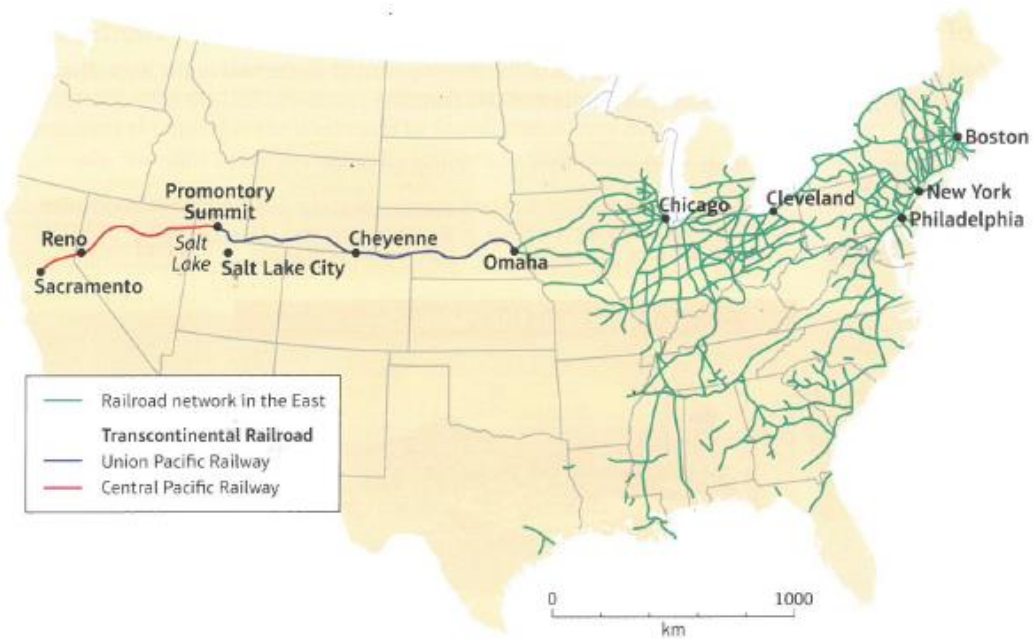 Boston
Promontory
Summit
New York
Chicago
Cleveland
Philadelphia
Reno
Salt
Lake
Cheyenne
Salt Lake City
Omaha
Sacramento
Railroad network in the East
Transcontinental Railroad
Union Pacific Railway
Central Pacific Railway
0 1000
km